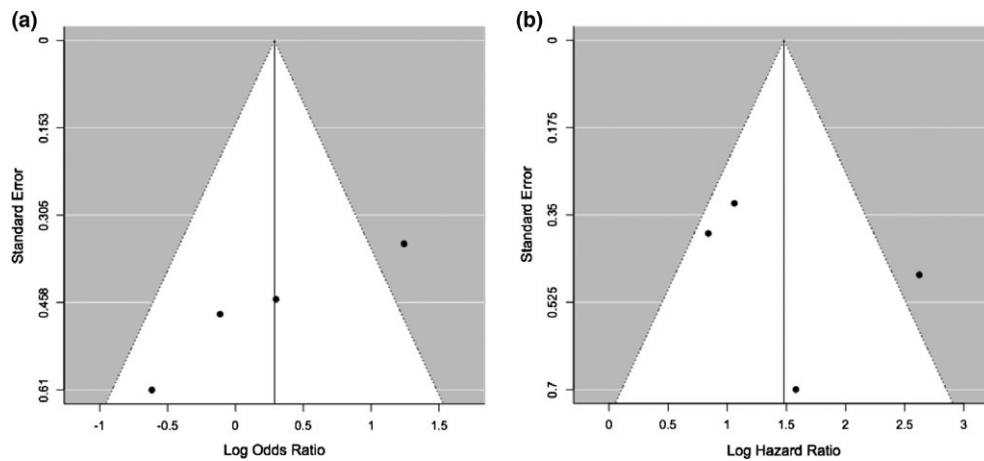 (a)
Standard Error
0
0.153
0.305
0.458
0.61
-1 -0.5 0 0.5 1 1.5
Log Odds Ratio
(b)
Standard Error
0
0.175
0.35
0.525
0.7
0 0.5 1 1.5 2 2.5 3
Log Hazard Ratio